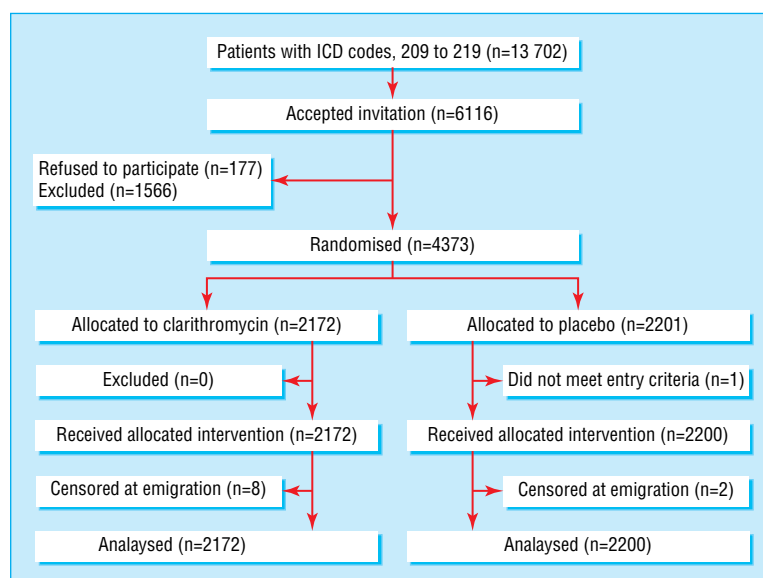 Patients with ICD codes, 209 to 219 (n=13 702)
Accepted invitation (n=6116)
Refused to participate (n=177)
Excluded (n=1566)
Randomised (n=4373)
Allocated to clarithromycin (n=2172)
Allocated to placebo (n=2201)
Excluded (n=0)
Did not meet entry criteria (n=1)
Received allocated intervention (n=2172)
Received allocated intervention (n=2200)
Censored at emigration (n=8)
Censored at emigration (n=2)
Analaysed (n=2172)
Analaysed (n=2200)